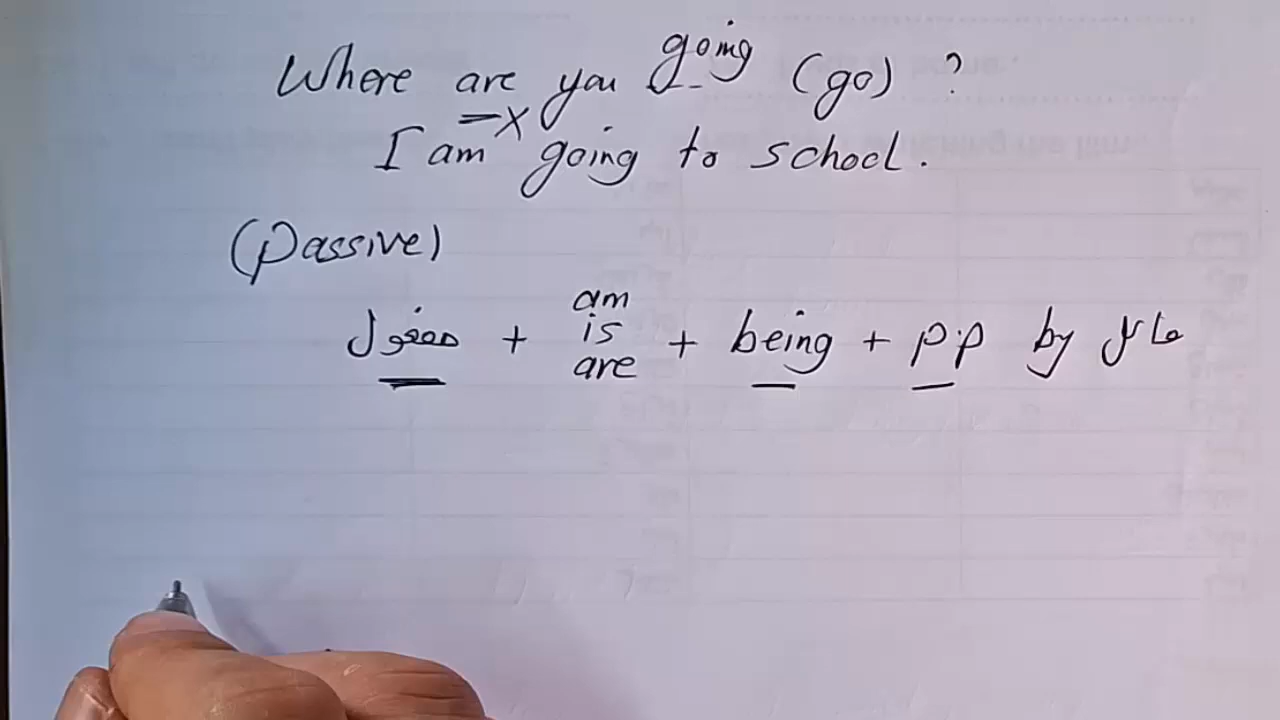 Where are you going (go) ?
I am going to school.
(Passive)
مفعول + am is are + being + p.p by فاعل